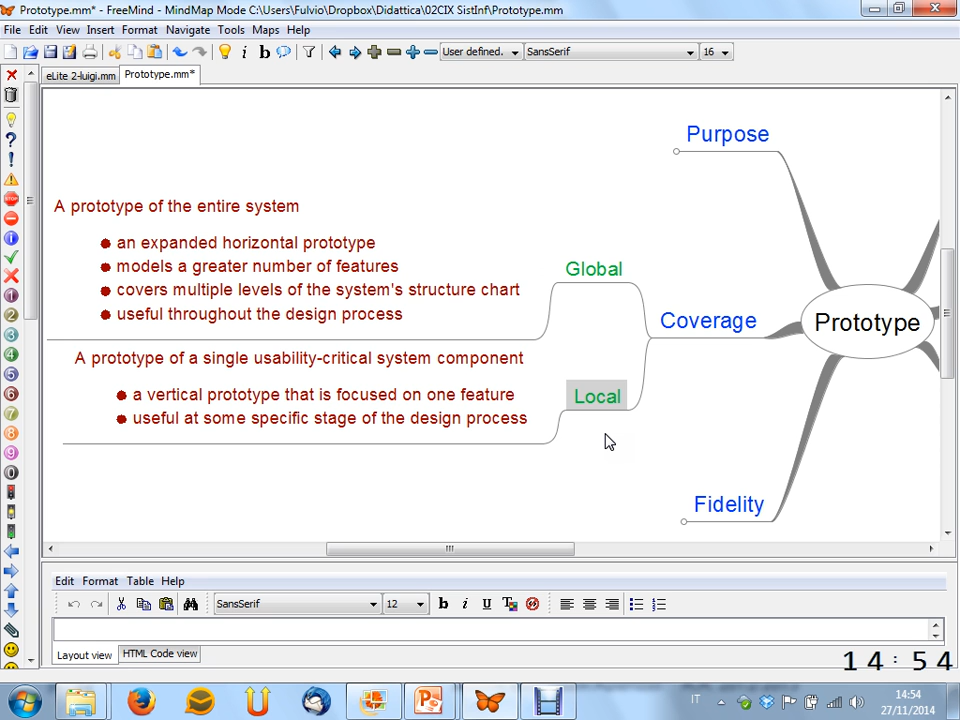 Prototype.mm* - FreeMind - MindMap Mode C:\Users\Fulvio\Dropbox\Didattica\02CIX SistInf\Prototype.mm
File Edit View Insert Format Navigate Tools Maps Help
User defined. SansSerif 16
eLite 2-luigi.mm Prototype.mm*
Purpose
A prototype of the entire system
an expanded horizontal prototype
models a greater number of features
covers multiple levels of the system's structure chart
useful throughout the design process
Global
Coverage
Prototype
A prototype of a single usability-critical system component
a vertical prototype that is focused on one feature
useful at some specific stage of the design process
Local
Fidelity
Edit Format Table Help
SansSerif 12
Layout view HTML Code view
14:54
IT
14:54
27/11/2014